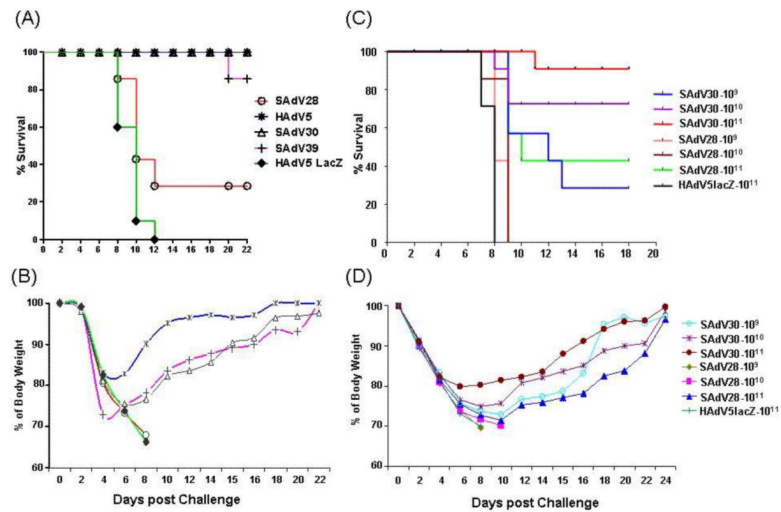 (A)
100
80
60
40
20
0
% Survival
0 2 4 6 8 10 12 14 16 18 20 22
SAdV28
HAdV5
SAdV30
SAdV39
HAdV5 LacZ
(B)
100
90
80
70
60
% of Body Weight
0 2 4 6 8 10 12 14 16 18 20 22
Days post Challenge
(C)
100
80
60
40
20
0
% Survival
0 2 4 6 8 10 12 14 16 18 20
SAdV30-10⁹
SAdV30-10¹⁰
SAdV30-10¹¹
SAdV28-10⁹
SAdV28-10¹⁰
SAdV28-10¹¹
HAdV5lacZ-10¹¹
(D)
100
90
80
70
60
% of Body Weight
0 2 4 6 8 10 12 14 16 18 20 22 24
Days post Challenge
SAdV30-10⁹
SAdV30-10¹⁰
SAdV30-10¹¹
SAdV28-10⁹
SAdV28-10¹⁰
SAdV28-10¹¹
HAdV5lacZ-10¹¹